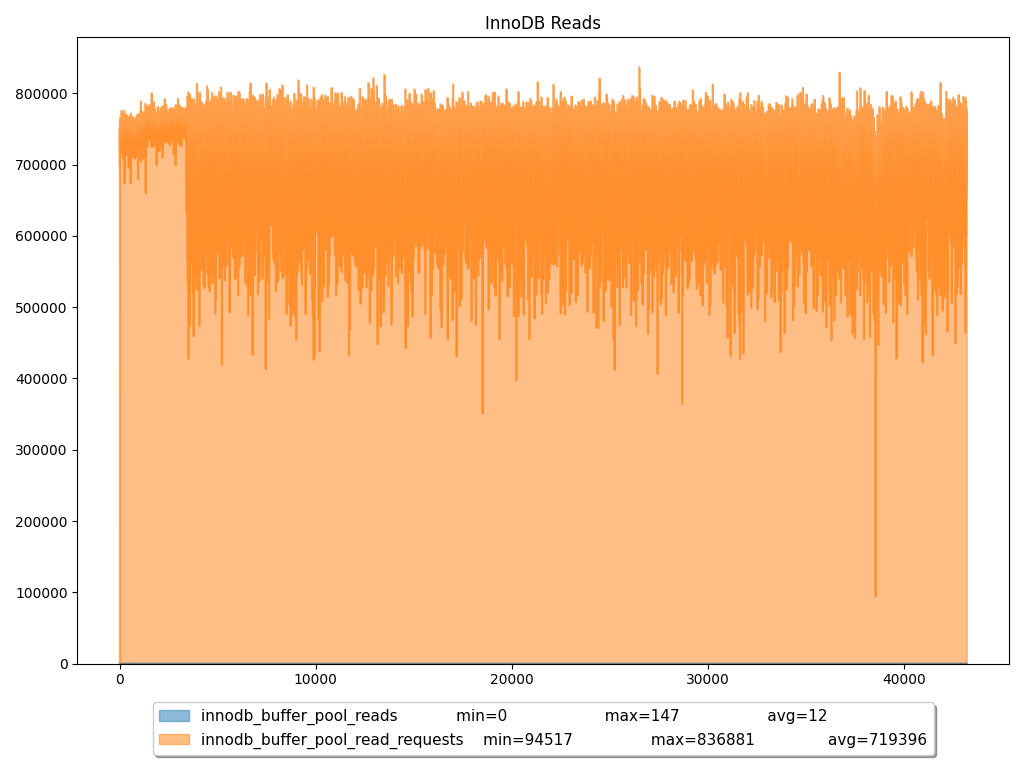 InnoDB Reads
800000
700000
600000
500000
400000
300000
200000
100000
0
0 10000 20000 30000 40000
innodb_buffer_pool_reads min=0 max=147 avg=12
innodb_buffer_pool_read_requests min=94517 max=836881 avg=719396